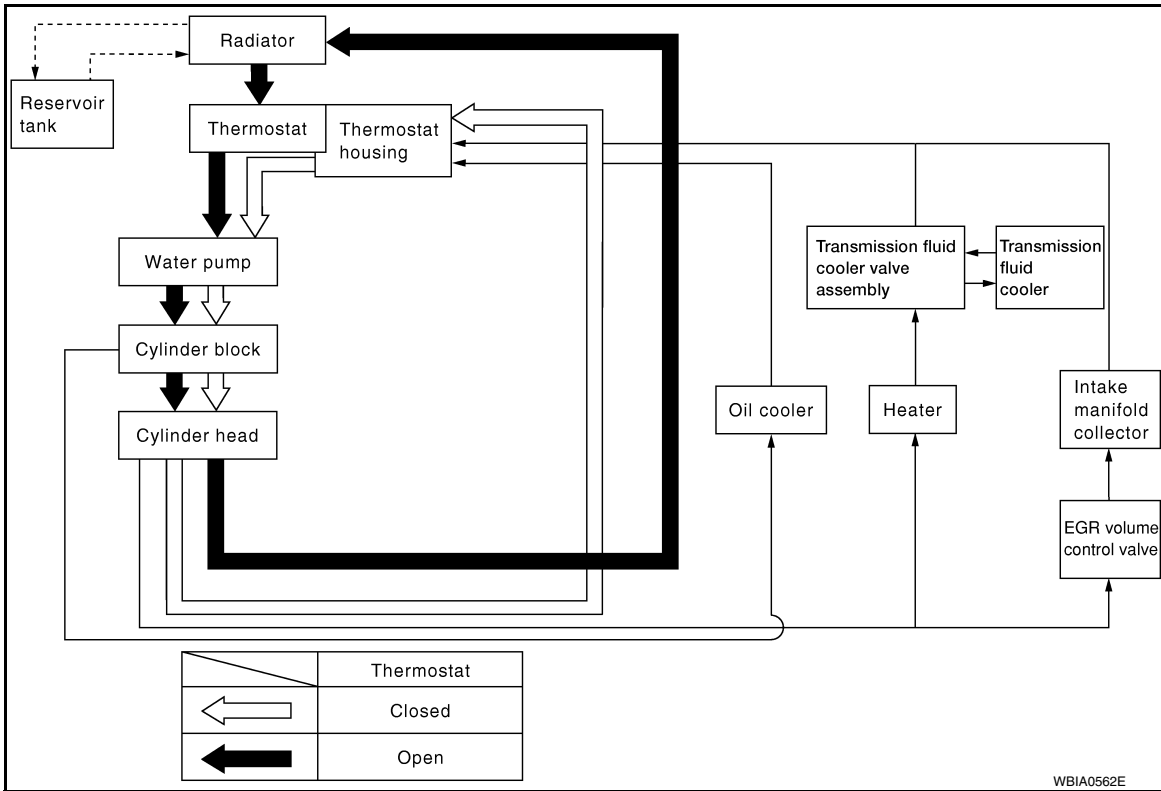 Radiator
Reservoir
tank
Thermostat
Thermostat
housing
Water pump
Transmission fluid
cooler valve
assembly
Transmission
fluid
cooler
Cylinder block
Cylinder head
Oil cooler
Heater
Intake
manifold
collector
EGR volume
control valve
Thermostat
Closed
Open
WBIA0562E